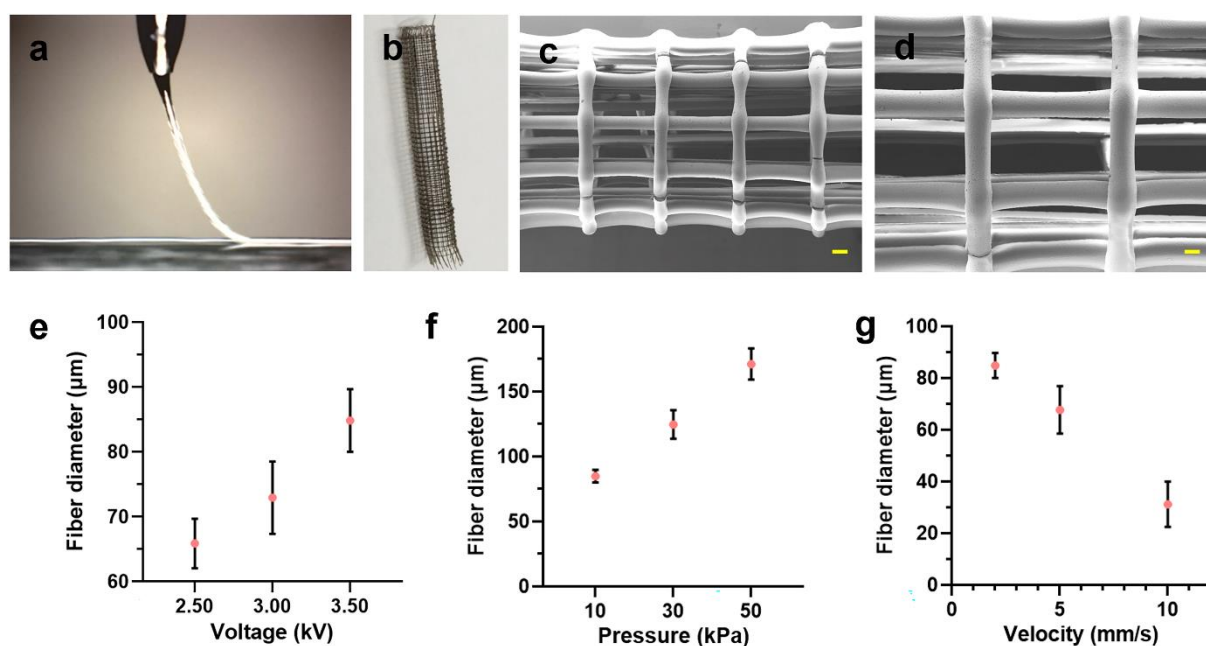 a
b
c
d
e
100
90
80
70
60
Fiber diameter (µm)
2.50 3.00 3.50
Voltage (kV)
f
200
150
100
50
0
Fiber diameter (µm)
10 30 50
Pressure (kPa)
g
100
80
60
40
20
0
Fiber diameter (µm)
0 5 10
Velocity (mm/s)